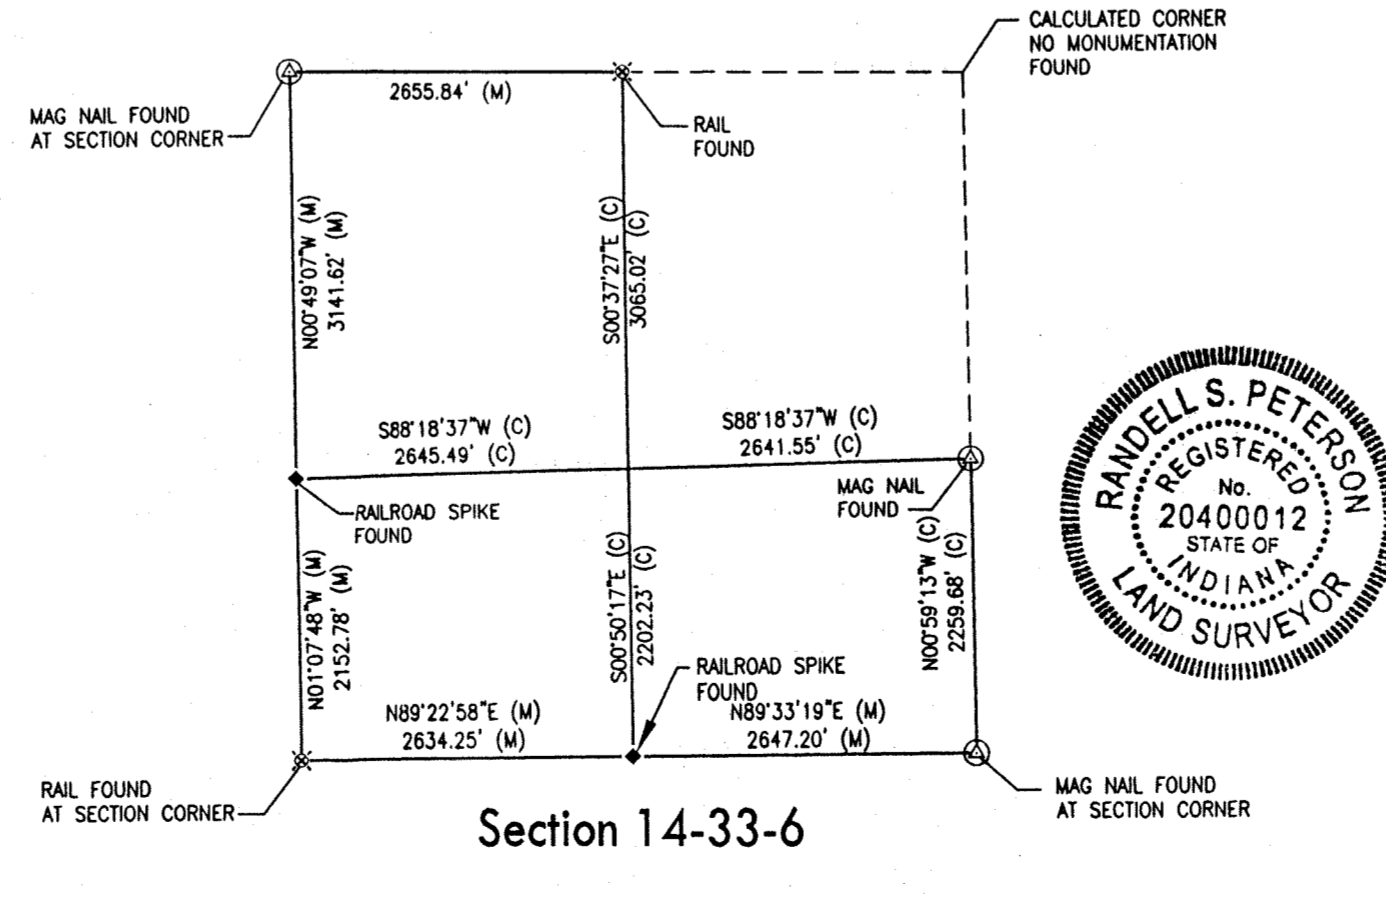 CALCULATED CORNER
NO MONUMENTATION
FOUND
2655.84' (M)
MAG NAIL FOUND
AT SECTION CORNER
RAIL
FOUND
N00°49'07"W (M)
3141.62' (M)
S00°37'27"E (C)
3065.02' (C)
S88°18'37"W (C)
2645.49' (C)
S88°18'37"W (C)
2641.55' (C)
RAILROAD SPIKE
FOUND
MAG NAIL
FOUND
N01°07'48"W (M)
2152.78' (M)
S00°50'17"E (C)
2202.23' (C)
N00°59'13"W (C)
2259.68' (C)
RAILROAD SPIKE
FOUND
N89°22'58"E (M)
2634.25' (M)
N89°33'19"E (M)
2647.20' (M)
RAIL FOUND
AT SECTION CORNER
MAG NAIL FOUND
AT SECTION CORNER
Section 14-33-6
RANDELL S. PETERSON
REGISTERED
No.
20400012
STATE OF
INDIANA
LAND SURVEYOR